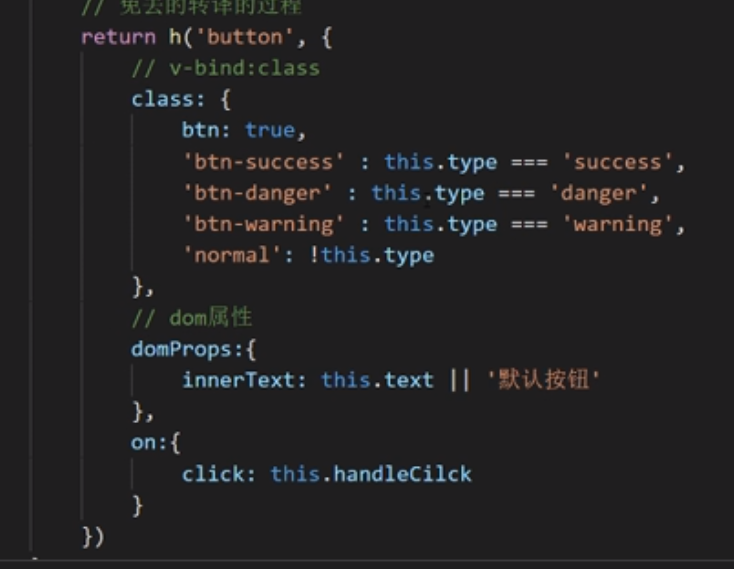 // 免去的转译的过程
return h('button', {
// v-bind:class
class: {
btn: true,
'btn-success' : this.type === 'success',
'btn-danger' : this.type === 'danger',
'btn-warning' : this.type === 'warning',
'normal': !this.type
},
// dom属性
domProps:{
innerText: this.text || '默认按钮'
},
on:{
click: this.handleCilck
}
})